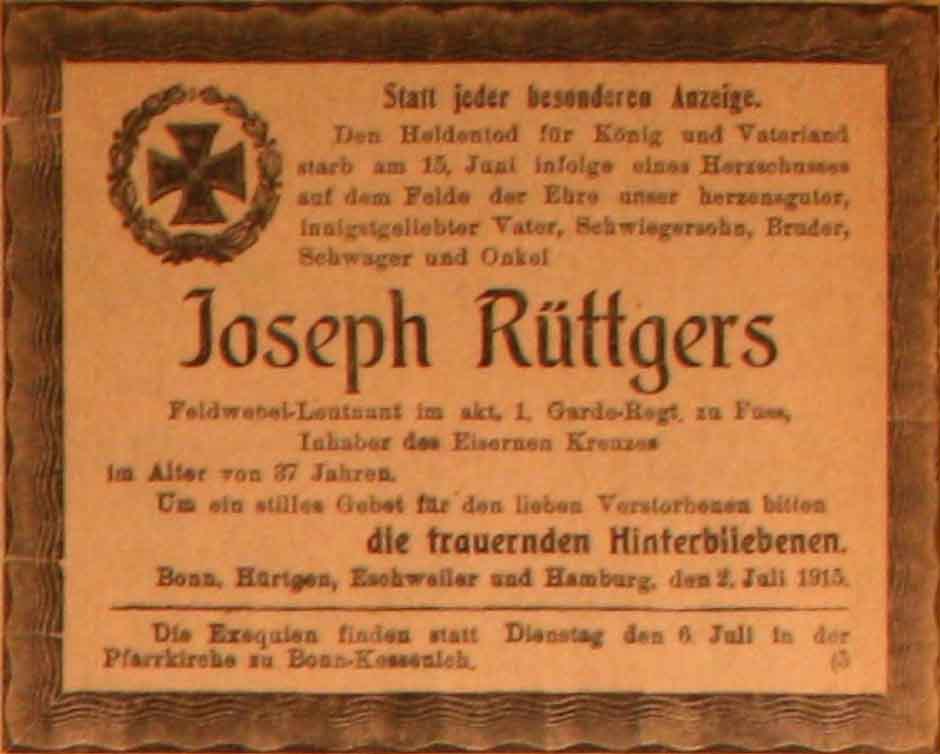 Statt jeder besonderen Anzeige.
Den Heldentod für König und Vaterland
starb am 15. Juni infolge eines Herzschusses
auf dem Felde der Ehre unser herzensguter,
innigstgeliebter Vater, Schwiegersohn, Bruder,
Schwager und Onkel
Joseph Rüttgers
Feldwebel-Leutnant im akt. 1. Garde-Regt. zu Fuss,
Inhaber des Eisernen Kreuzes
im Alter von 37 Jahren.
Um ein stilles Gebet für den lieben Verstorbenen bitten
die trauernden Hinterbliebenen.
Bonn, Hürtgen, Eschweiler und Hamburg, den 2. Juli 1915.
Die Exequien finden statt Dienstag den 6. Juli in der
Pfarrkirche zu Bonn-Kessenich. (5